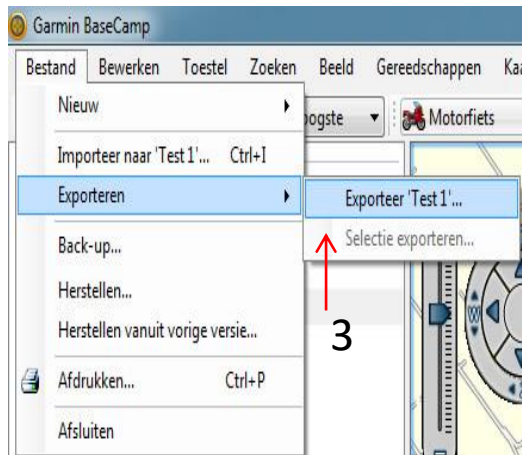 Garmin BaseCamp
Bestand Bewerken Toestel Zoeken Beeld Gereedschappen
Nieuw
Motorfiets
Importeer naar 'Test 1'... Ctrl+I
Exporteren
Exporteer 'Test 1'...
Selectie exporteren...
Back-up...
Herstellen...
3
Herstellen vanuit vorige versie...
Afdrukken... Ctrl+P
Afsluiten